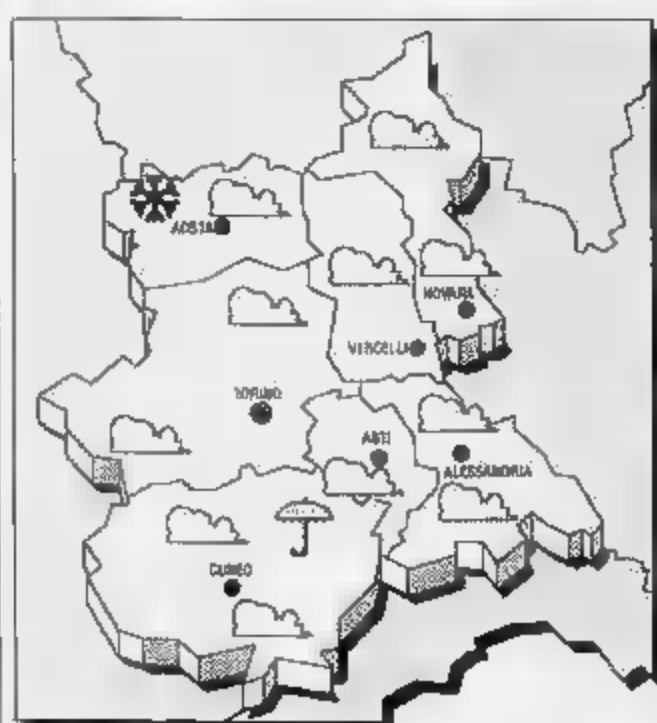 AOSTA
NOVARA
VERCELLI
TORINO
ASTI
ALESSANDRIA
CUNEO